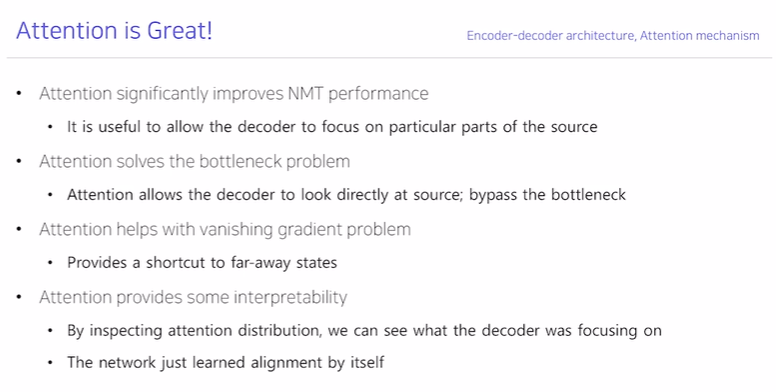 Attention is Great!
Encoder-decoder architecture, Attention mechanism
• Attention significantly improves NMT performance
• It is useful to allow the decoder to focus on particular parts of the source
• Attention solves the bottleneck problem
• Attention allows the decoder to look directly at source; bypass the bottleneck
• Attention helps with vanishing gradient problem
• Provides a shortcut to far-away states
• Attention provides some interpretability
• By inspecting attention distribution, we can see what the decoder was focusing on
• The network just learned alignment by itself